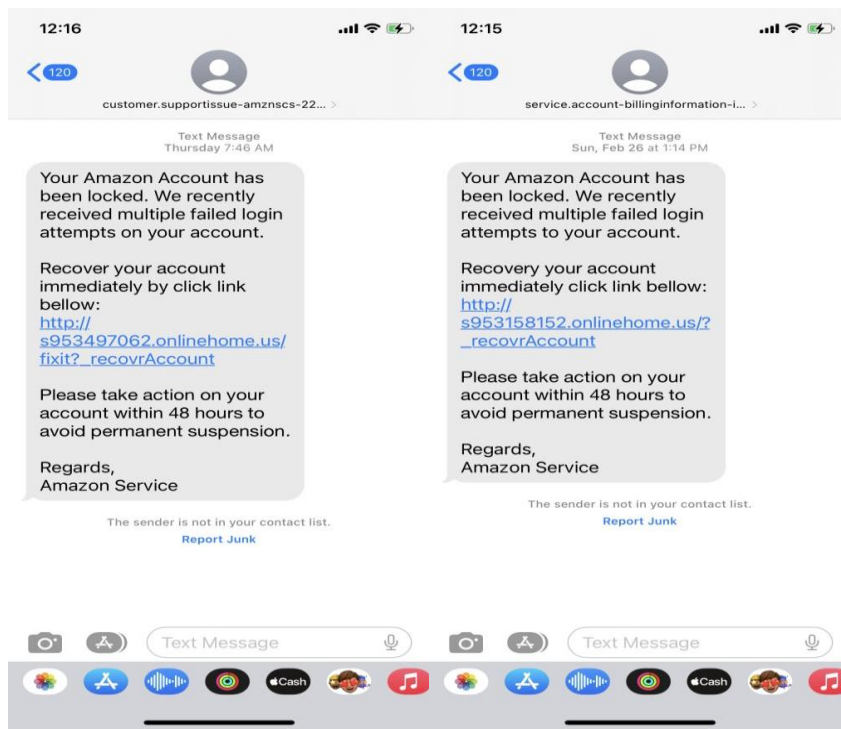 12:16
120
customer.supportissue-amznscs-22... >
Text Message
Thursday 7:46 AM
Your Amazon Account has
been locked. We recently
received multiple failed login
attempts on your account.
Recover your account
immediately by click link
bellow:
http://
s953497062.onlinehome.us/
fixit?_recovrAccount
Please take action on your
account within 48 hours to
avoid permanent suspension.
Regards,
Amazon Service
The sender is not in your contact list.
Report Junk
Text Message
Cash
12:15
120
service.account-billinginformation-i... >
Text Message
Sun, Feb 26 at 1:14 PM
Your Amazon Account has
been locked. We recently
received multiple failed login
attempts to your account.
Recovery your account
immediately click link bellow:
http://
s953158152.onlinehome.us/?
_recovrAccount
Please take action on your
account within 48 hours to
avoid permanent suspension.
Regards,
Amazon Service
The sender is not in your contact list.
Report Junk
Text Message
Cash